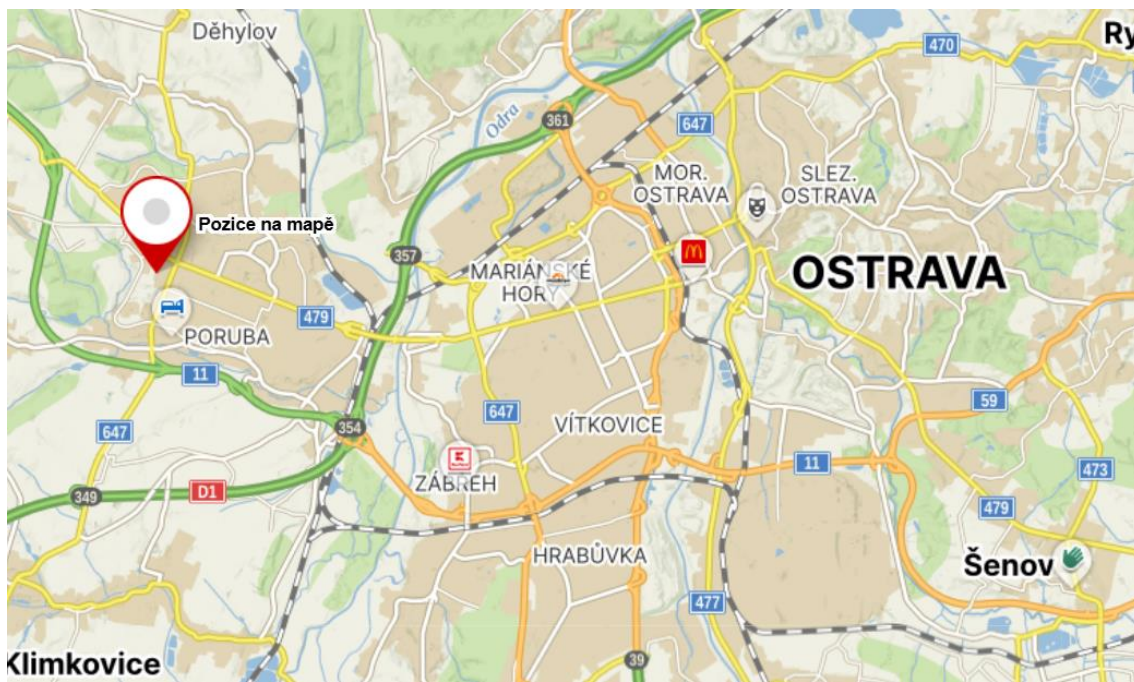 Děhylov
470
Ry
Odra
361
647
MOR.
OSTRAVA
SLEZ.
OSTRAVA
Pozice na mapě
357
MARIÁNSKÉ
HORY
OSTRAVA
479
PORUBA
11
59
647
647
354
VÍTKOVICE
ZÁBŘEH
11
473
349
D1
479
HRABŮVKA
Šenov
477
39
Klimkovice